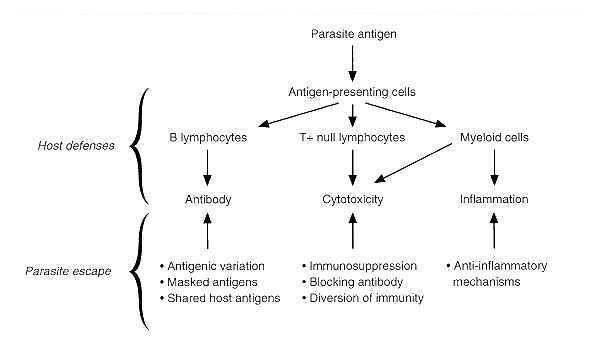 Parasite antigen
Antigen-presenting cells
Host defenses
B lymphocytes
T+ null lymphocytes
Myeloid cells
Antibody
Cytotoxicity
Inflammation
Parasite escape
• Antigenic variation
• Masked antigens
• Shared host antigens
• Immunosuppression
• Blocking antibody
• Diversion of immunity
• Anti-inflammatory
mechanisms